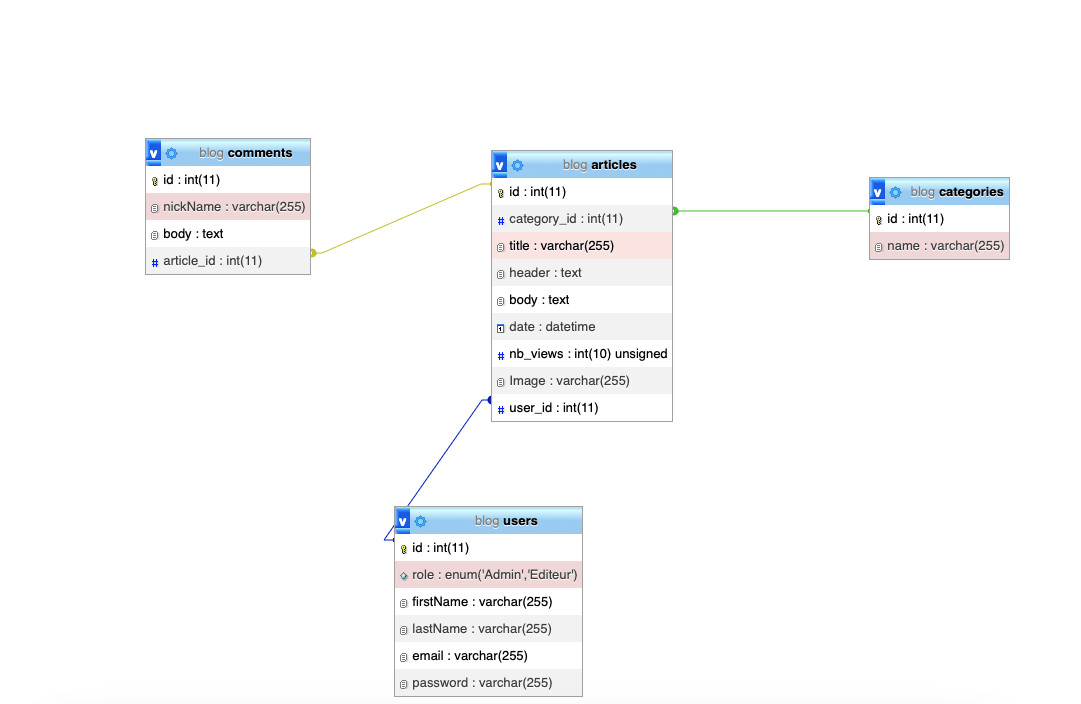 v blog comments
id : int(11)
nickName : varchar(255)
body : text
# article_id : int(11)
v blog articles
id : int(11)
# category_id : int(11)
title : varchar(255)
header : text
body : text
date : datetime
# nb_views : int(10) unsigned
Image : varchar(255)
# user_id : int(11)
v blog categories
id : int(11)
name : varchar(255)
v blog users
id : int(11)
role : enum('Admin','Editeur')
firstName : varchar(255)
lastName : varchar(255)
email : varchar(255)
password : varchar(255)